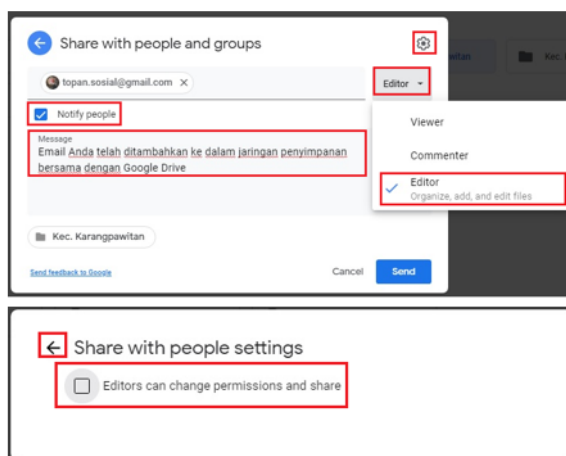 Share with people and groups
topan.sosial@gmail.com
Editor
Notify people
Message
Email Anda telah ditambahkan ke dalam jaringan penyimpanan
bersama dengan Google Drive
Viewer
Commenter
Editor
Organize, add, and edit files
Kec. Karangpawitan
Send feedback to Google
Cancel
Send
Share with people settings
Editors can change permissions and share